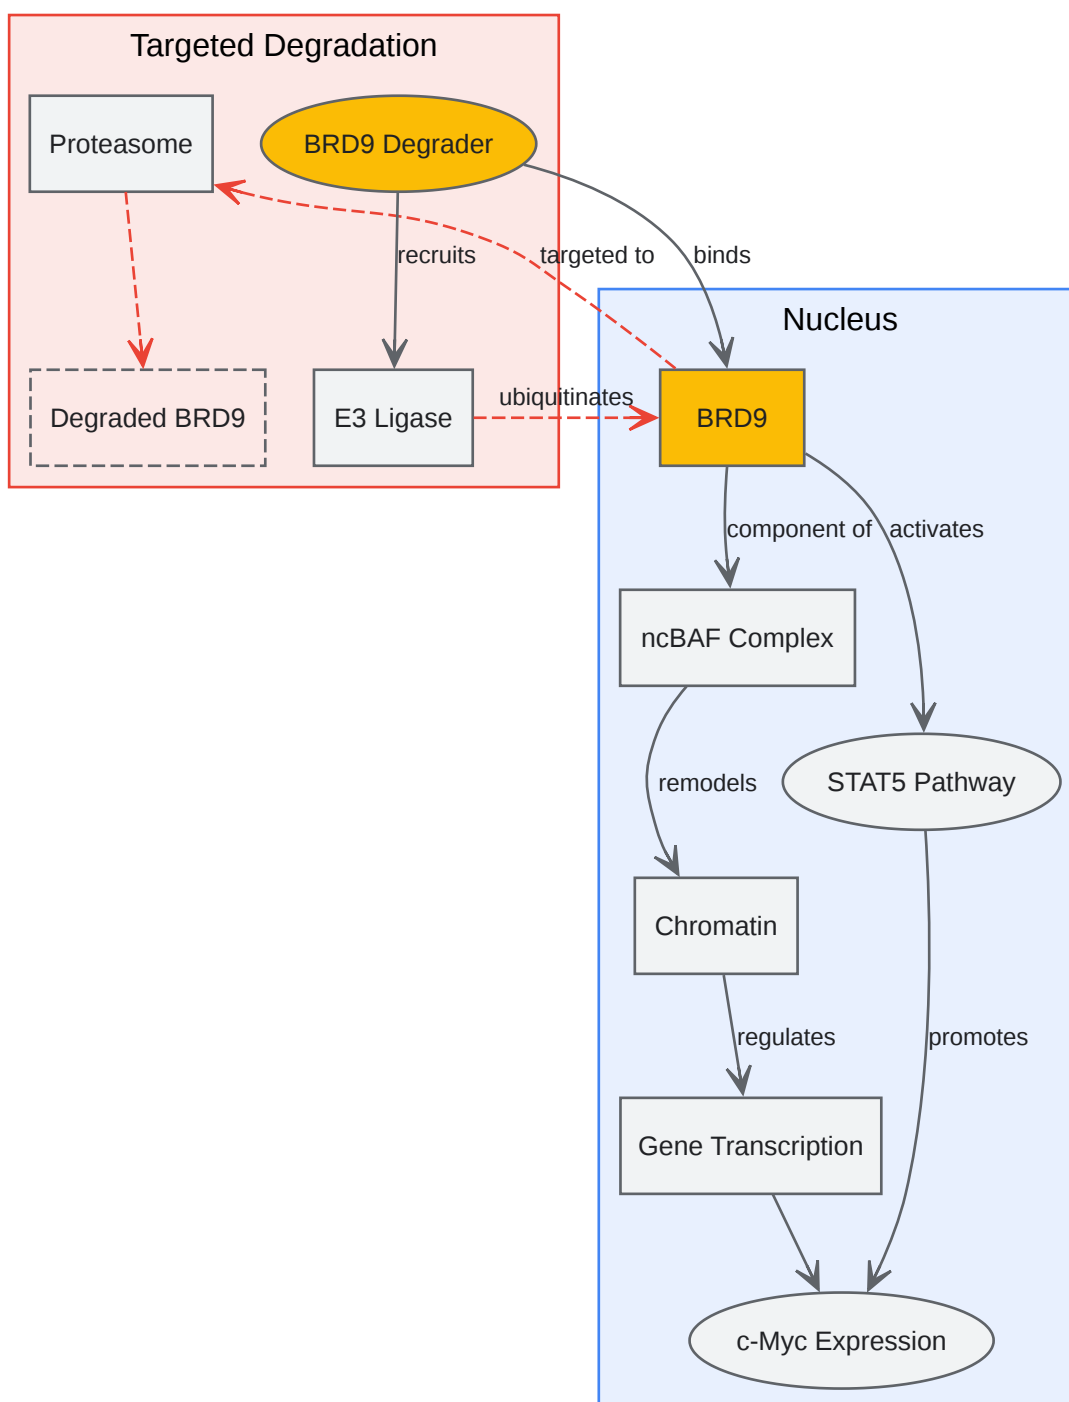 Targeted Degradation
Proteasome
BRD9 Degrader
recruits
targeted to
binds
Nucleus
Degraded BRD9
E3 Ligase
ubiquitinates
BRD9
component of
activates
ncBAF Complex
remodels
STAT5 Pathway
Chromatin
regulates
promotes
Gene Transcription
c-Myc Expression